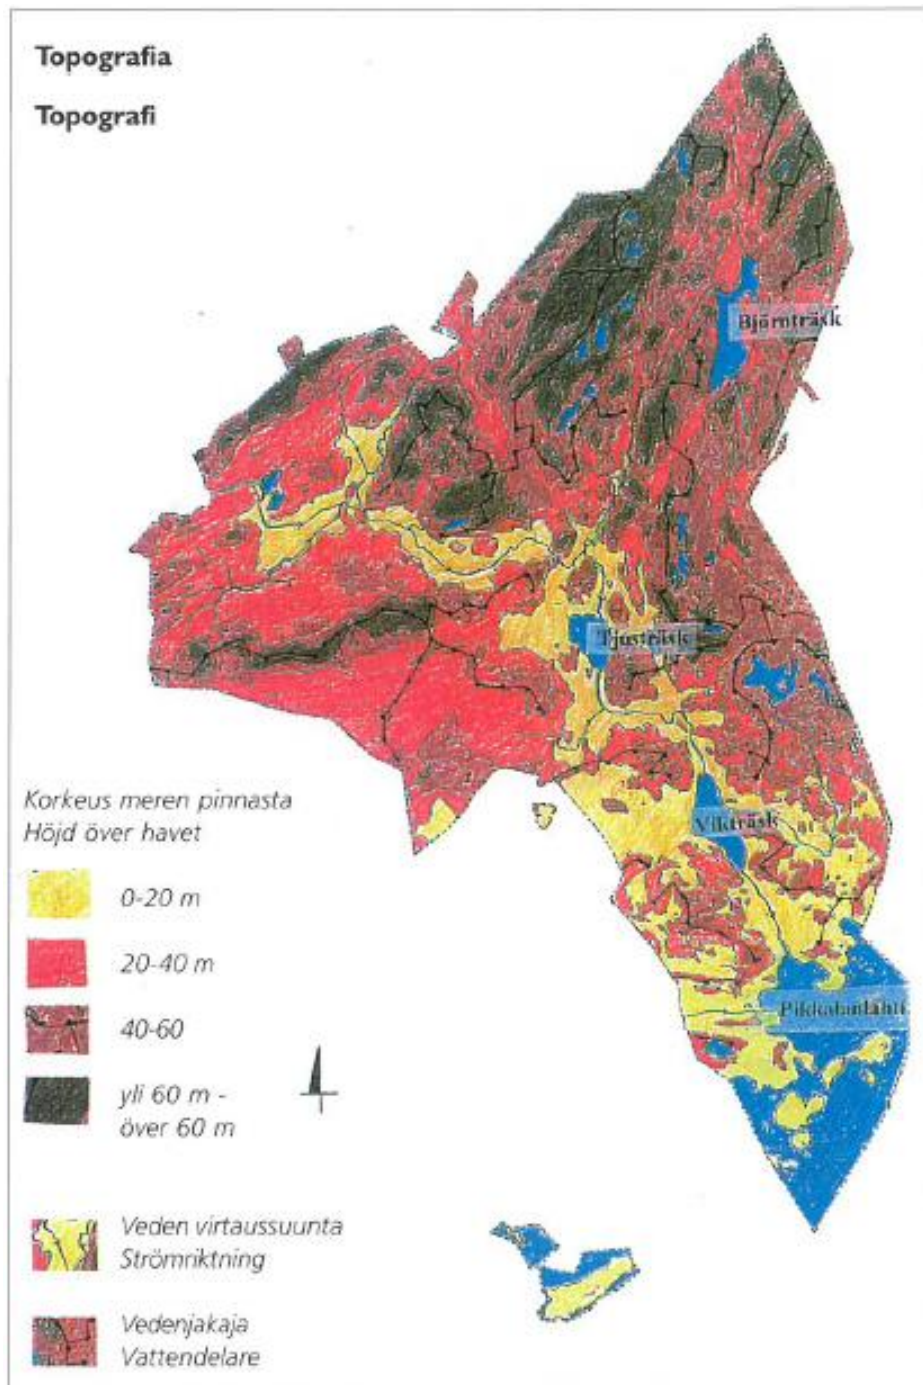 Topografia
Topografi
Björnträsk
Tjusträsk
Vikträsk
Pikkalanlahti
Korkeus meren pinnasta
Höjd över havet
0-20 m
20-40 m
40-60
yli 60 m -
över 60 m
Veden virtaussuunta
Strömriktning
Vedenjakaja
Vattendelare